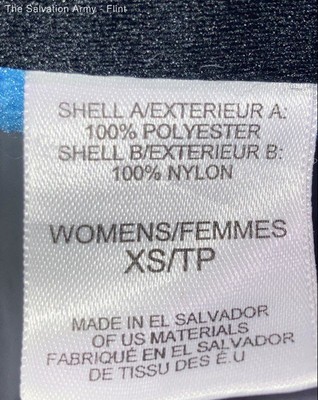 The Salvation Army - Flint
SHELL A/EXTERIEUR A:
100% POLYESTER
SHELL B/EXTERIEUR B:
100% NYLON
WOMENS/FEMMES
XS/TP
MADE IN EL SALVADOR
OF US MATERIALS
FABRIQUÉ EN EL SALVADOR
DE TISSU DES É.U